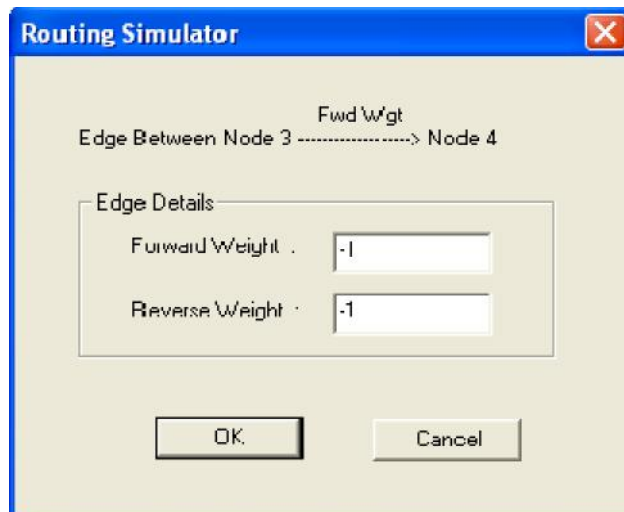 Routing Simulator
Fwd Wgt
Edge Between Node 3 -------------------> Node 4
Edge Details
Forward Weight :
-1
Reverse Weight :
-1
OK
Cancel